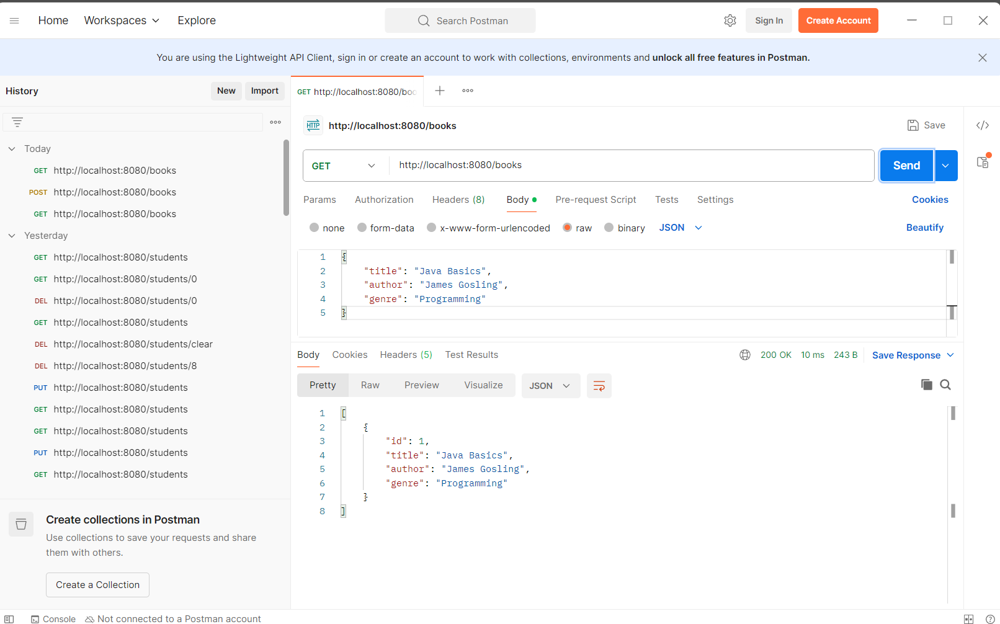 Home Workspaces Explore Search Postman Sign In Create Account
You are using the Lightweight API Client, sign in or create an account to work with collections, environments and unlock all free features in Postman.
History New Import
GET http://localhost:8080/boo
Today
GET http://localhost:8080/books
POST http://localhost:8080/books
GET http://localhost:8080/books
Yesterday
GET http://localhost:8080/students
GET http://localhost:8080/students/0
DEL http://localhost:8080/students/0
GET http://localhost:8080/students
DEL http://localhost:8080/students/clear
DEL http://localhost:8080/students/8
PUT http://localhost:8080/students
GET http://localhost:8080/students
GET http://localhost:8080/students
PUT http://localhost:8080/students
GET http://localhost:8080/students
Create collections in Postman
Use collections to save your requests and share
them with others.
Create a Collection
HTTP http://localhost:8080/books Save </>
GET http://localhost:8080/books Send
Params Authorization Headers (8) Body Pre-request Script Tests Settings Cookies
none form-data x-www-form-urlencoded raw binary JSON Beautify
1 {
2 "title": "Java Basics",
3 "author": "James Gosling",
4 "genre": "Programming"
5 }
Body Cookies Headers (5) Test Results 200 OK 10 ms 243 B Save Response
Pretty Raw Preview Visualize JSON
1 [
2 {
3 "id": 1,
4 "title": "Java Basics",
5 "author": "James Gosling",
6 "genre": "Programming"
7 }
8 ]
Console Not connected to a Postman account